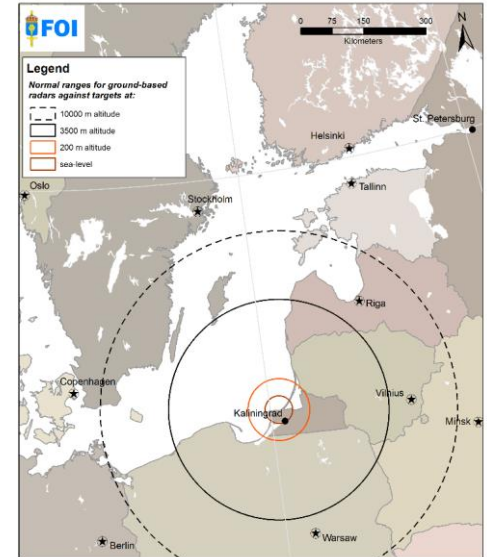 FOI
0 75 150 300
Kilometers
N
Legend
Normal ranges for ground-based
radars against targets at:
10000 m altitude
3500 m altitude
200 m altitude
sea-level
St. Petersburg
Helsinki
Oslo
Tallinn
Stockholm
Riga
Copenhagen
Vilnius
Kaliningrad
Minsk
Warsaw
Berlin